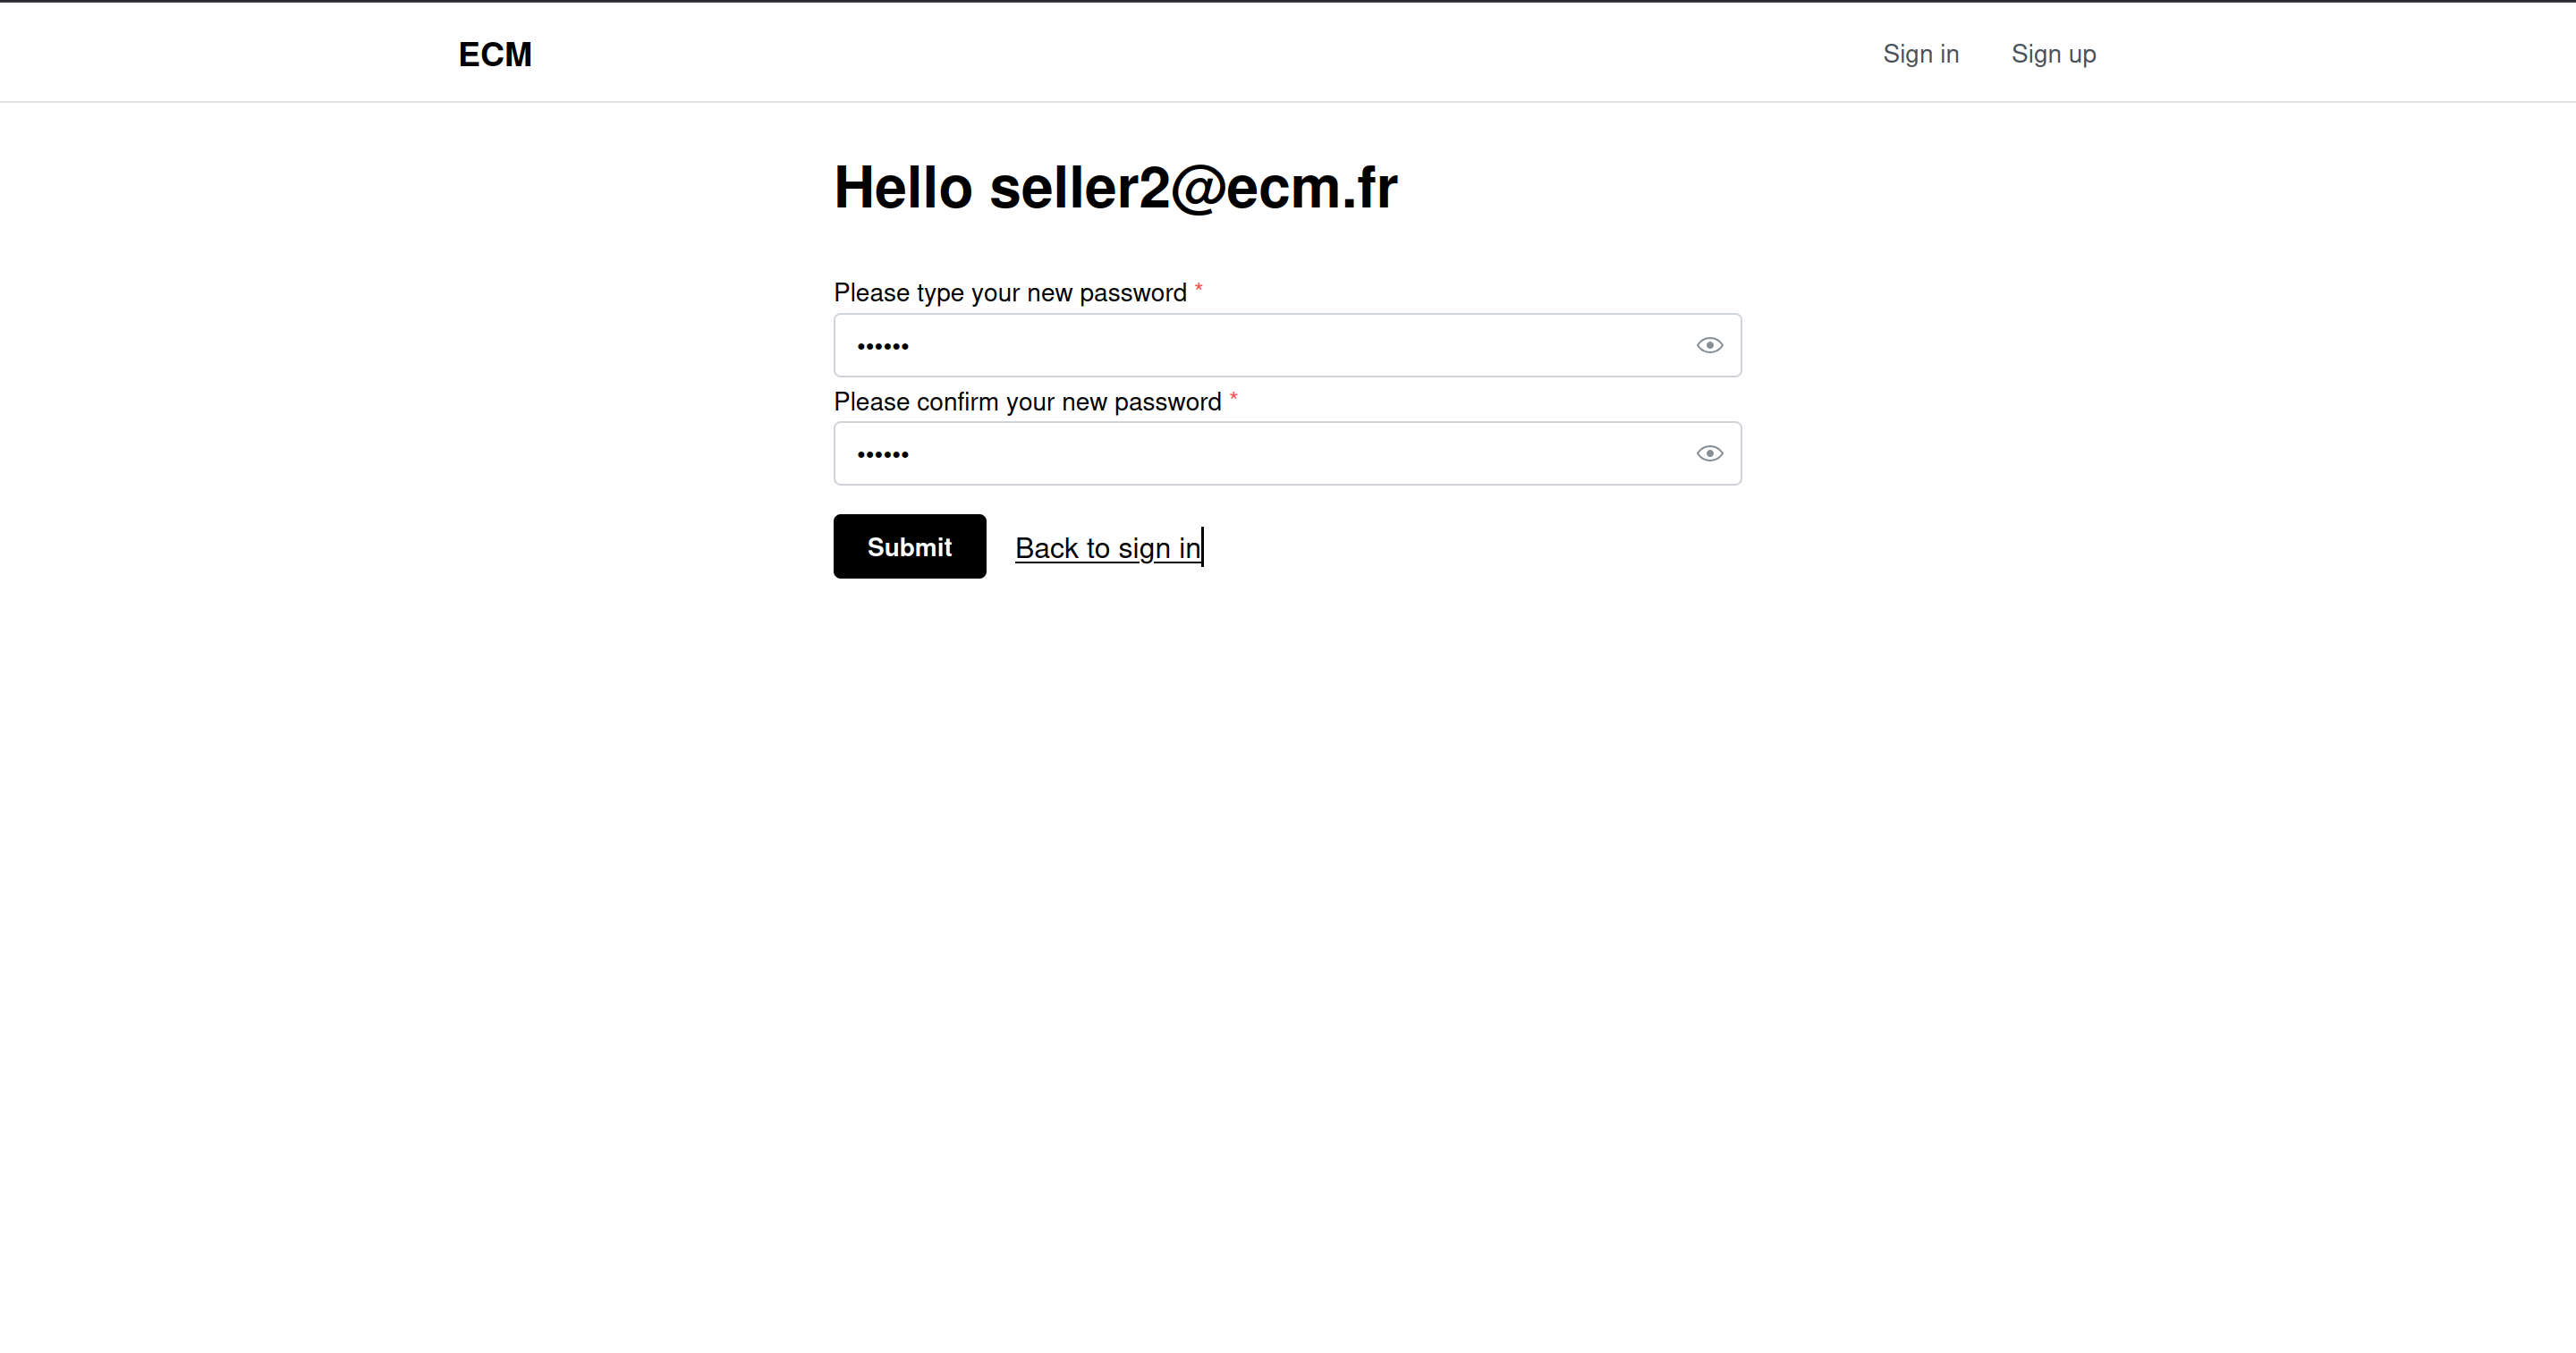 ECM Sign in Sign up
Hello seller2@ecm.fr
Please type your new password *
••••••
Please confirm your new password *
••••••
Submit Back to sign in